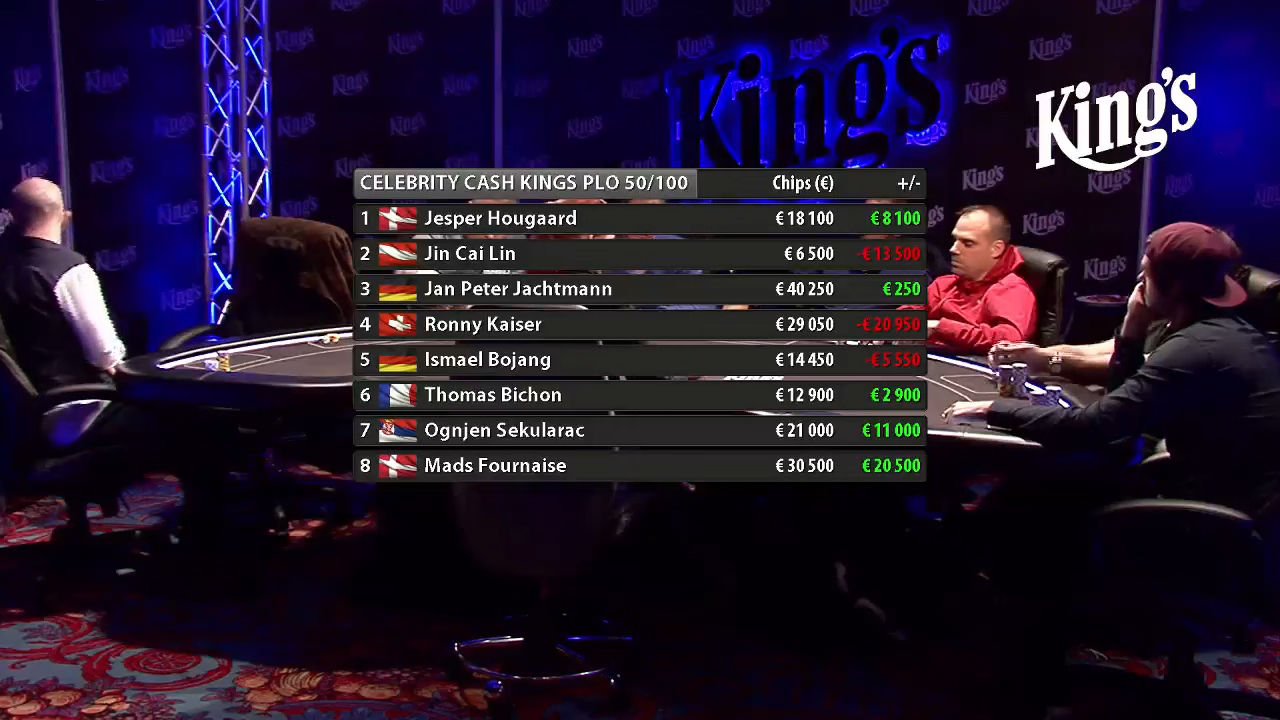 King's
King's
CELEBRITY CASH KINGS PLO 50/100 Chips (€) +/-
1 Jesper Hougaard € 18 100 € 8 100
2 Jin Cai Lin € 6 500 -€ 13 500
3 Jan Peter Jachtmann € 40 250 € 250
4 Ronny Kaiser € 29 050 -€ 20 950
5 Ismael Bojang € 14 450 -€ 5 550
6 Thomas Bichon € 12 900 € 2 900
7 Ognjen Sekularac € 21 000 € 11 000
8 Mads Fournaise € 30 500 € 20 500